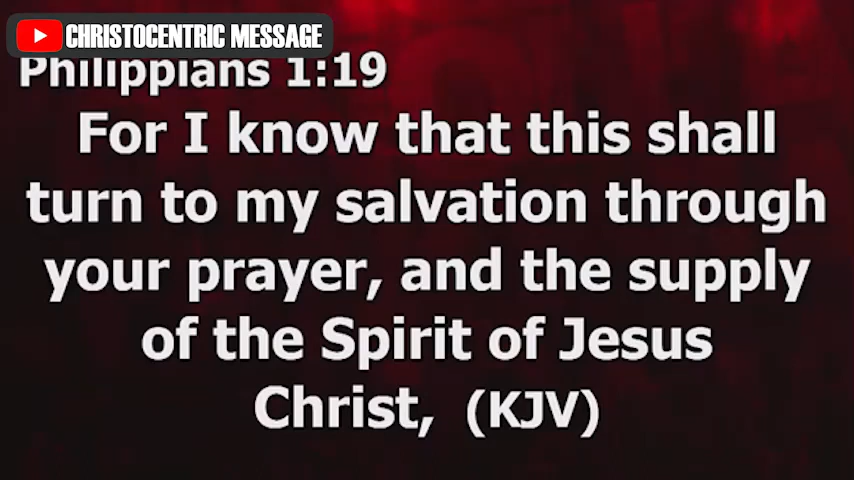 CHRISTOCENTRIC MESSAGE
Philippians 1:19
For I know that this shall
turn to my salvation through
your prayer, and the supply
of the Spirit of Jesus
Christ, (KJV)